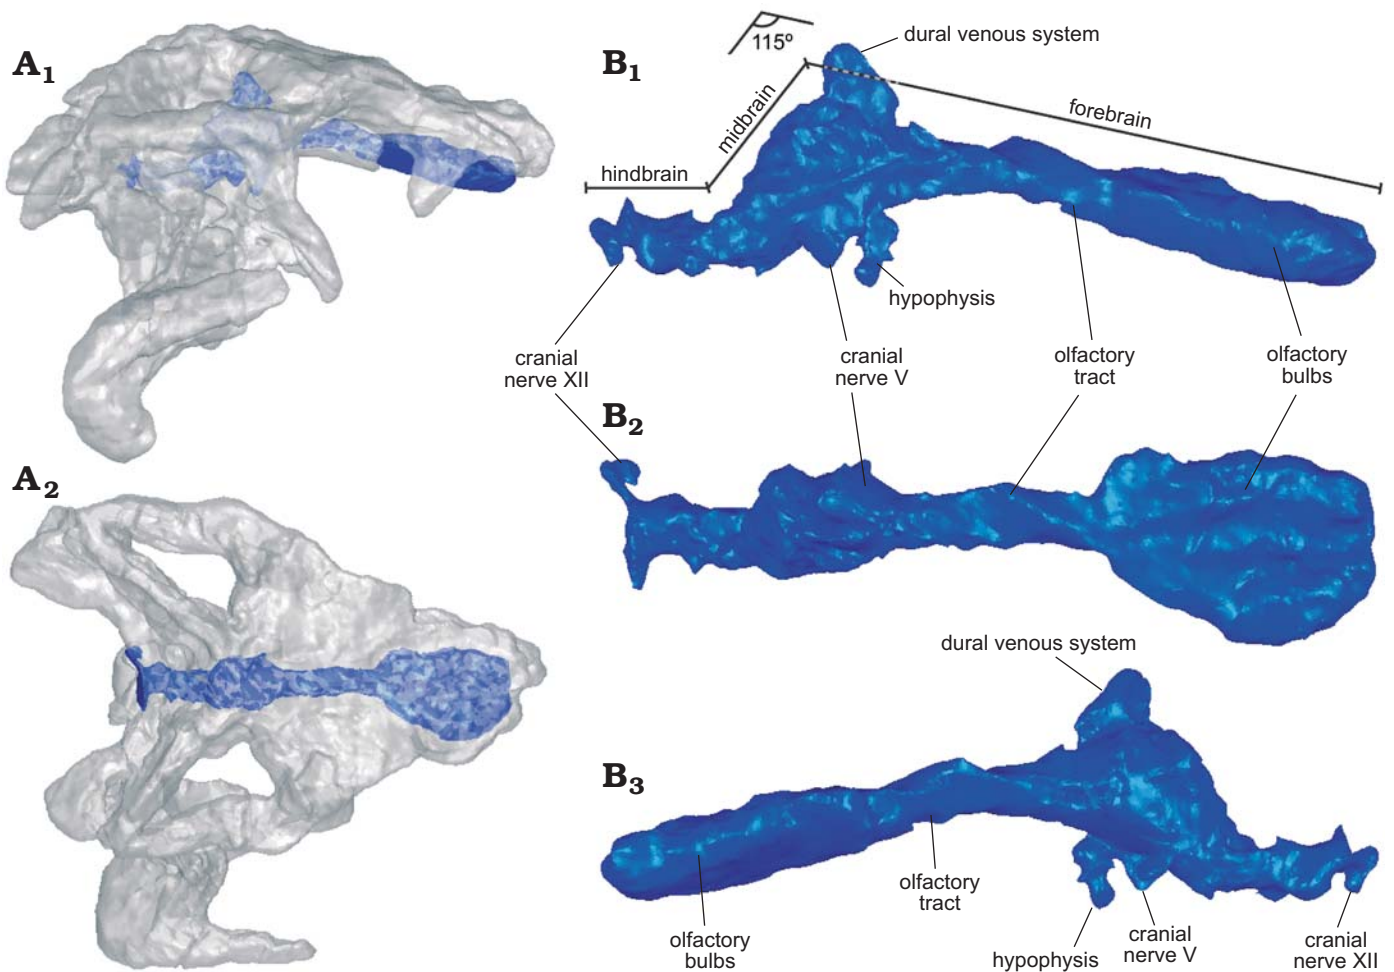 A1
115º
B1
dural venous system
midbrain
forebrain
hindbrain
hypophysis
cranial
nerve XII
cranial
nerve V
olfactory
tract
olfactory
bulbs
B2
A2
dural venous system
B3
olfactory
tract
olfactory
bulbs
hypophysis
cranial
nerve V
cranial
nerve XII